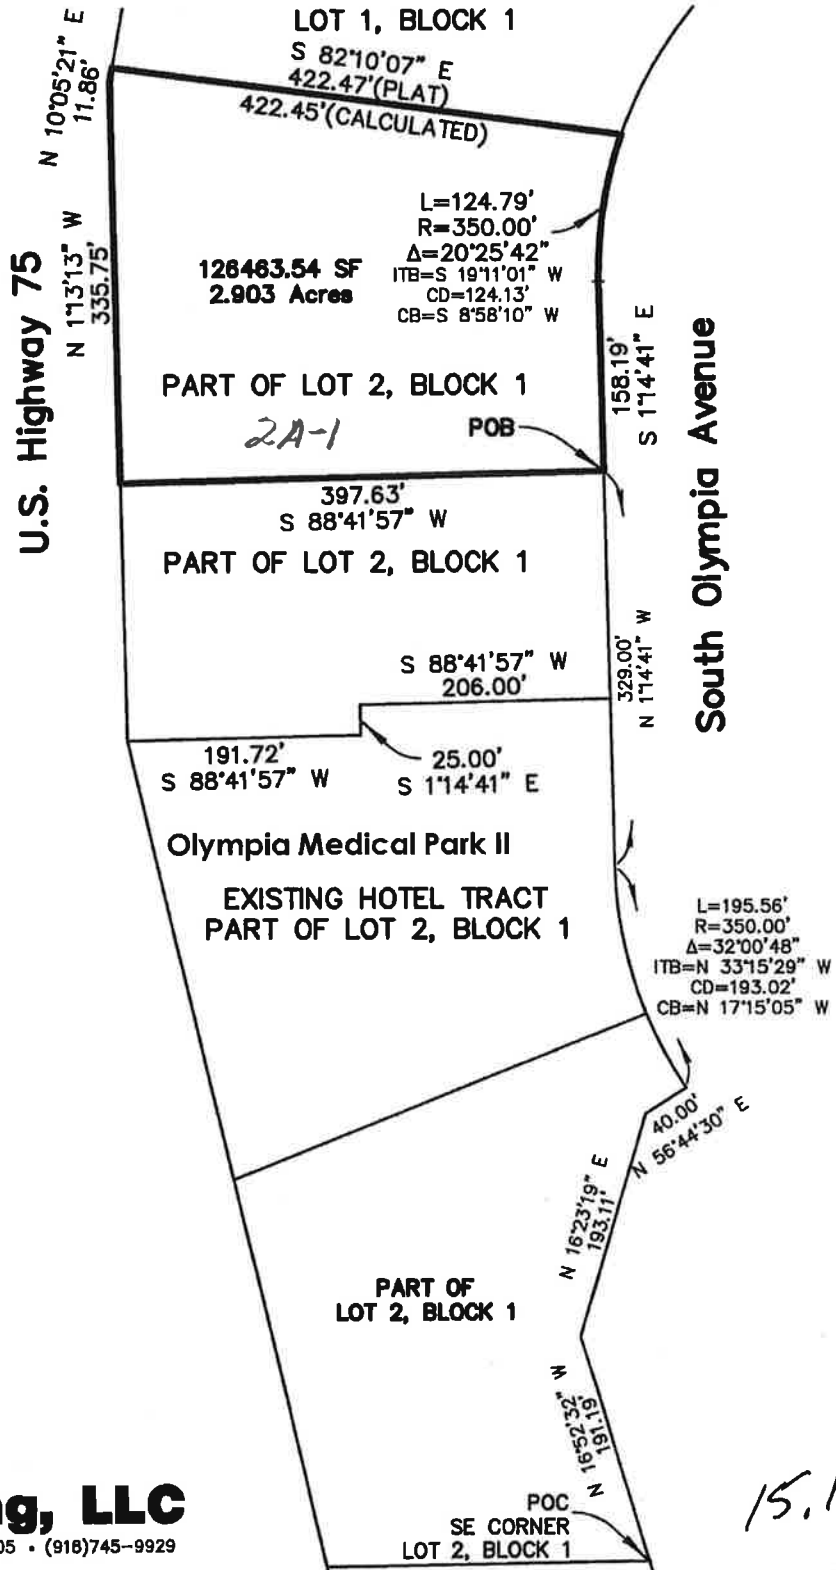 LOT 1, BLOCK 1
S 82°10'07" E
422.47'(PLAT)
422.45'(CALCULATED)
N 10°05'21" E
11.86'
N 1°13'13" W
335.75'
U.S. Highway 75
L=124.79'
R=350.00'
Δ=20°25'42"
ITB=S 19°11'01" W
CD=124.13'
CB=S 8°58'10" W
126463.54 SF
2.903 Acres
PART OF LOT 2, BLOCK 1
2A-1
POB
158.19'
S 1°14'41" E
South Olympia Avenue
397.63'
S 88°41'57" W
PART OF LOT 2, BLOCK 1
S 88°41'57" W
206.00'
329.00'
N 1°14'41" W
191.72'
S 88°41'57" W
25.00'
S 1°14'41" E
Olympia Medical Park II
EXISTING HOTEL TRACT
PART OF LOT 2, BLOCK 1
L=195.56'
R=350.00'
Δ=32°00'48"
ITB=N 33°15'29" W
CD=193.02'
CB=N 17°15'05" W
40.00'
N 56°44'30" E
N 16°23'19" E
193.11'
PART OF
LOT 2, BLOCK 1
N 16°52'32" W
191.19'
POC
SE CORNER
LOT 2, BLOCK 1
ng, LLC
05 • (918)745-9929
15.1